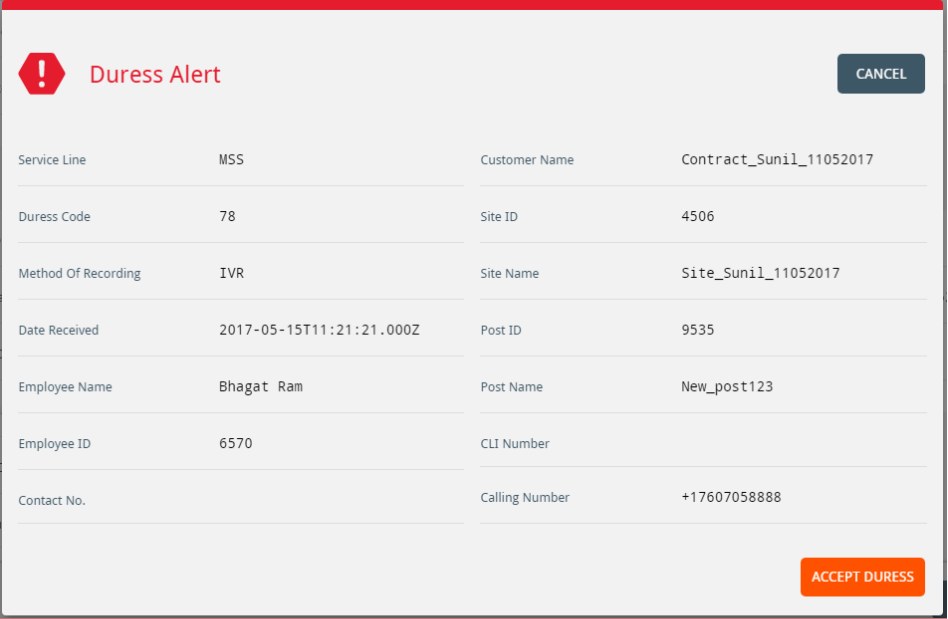 Duress Alert
CANCEL
Service Line MSS
Customer Name Contract_Sunil_11052017
Duress Code 78
Site ID 4506
Method Of Recording IVR
Site Name Site_Sunil_11052017
Date Received 2017-05-15T11:21:21.000Z
Post ID 9535
Employee Name Bhagat Ram
Post Name New_post123
Employee ID 6570
CLI Number
Contact No.
Calling Number +17607058888
ACCEPT DURESS